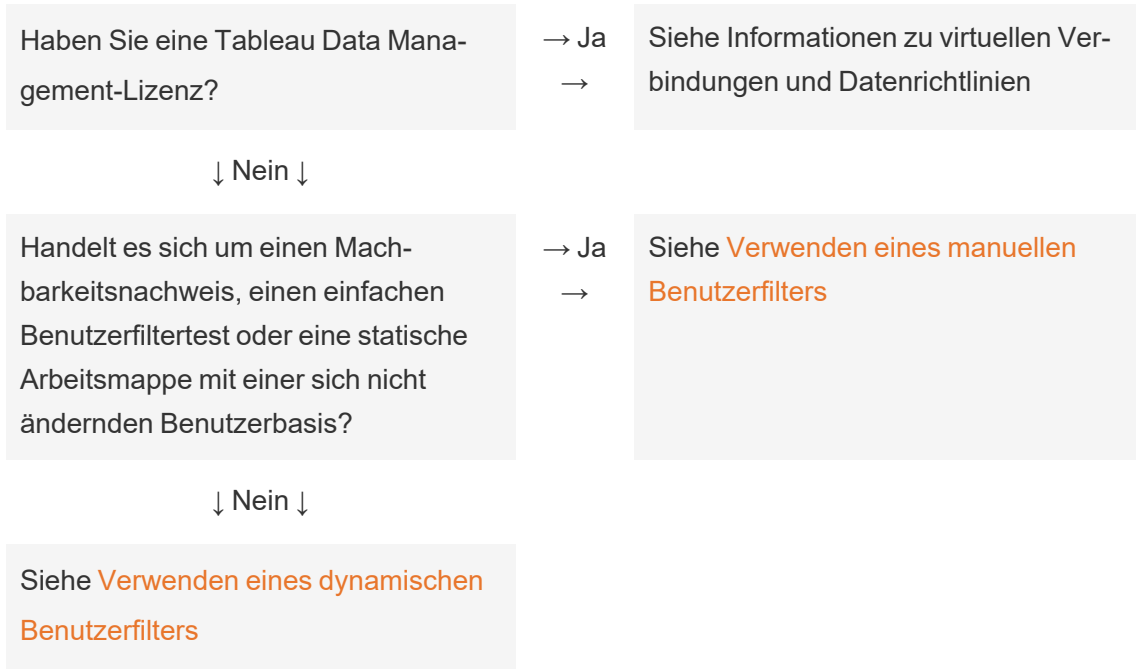 Haben Sie eine Tableau Data Mana-
gement-Lizenz?
→ Ja
→
Siehe Informationen zu virtuellen Ver-
bindungen und Datenrichtlinien
↓ Nein ↓
Handelt es sich um einen Mach-
barkeitsnachweis, einen einfachen
Benutzerfiltertest oder eine statische
Arbeitsmappe mit einer sich nicht
ändernden Benutzerbasis?
→ Ja
→
Siehe Verwenden eines manuellen
Benutzerfilters
↓ Nein ↓
Siehe Verwenden eines dynamischen
Benutzerfilters